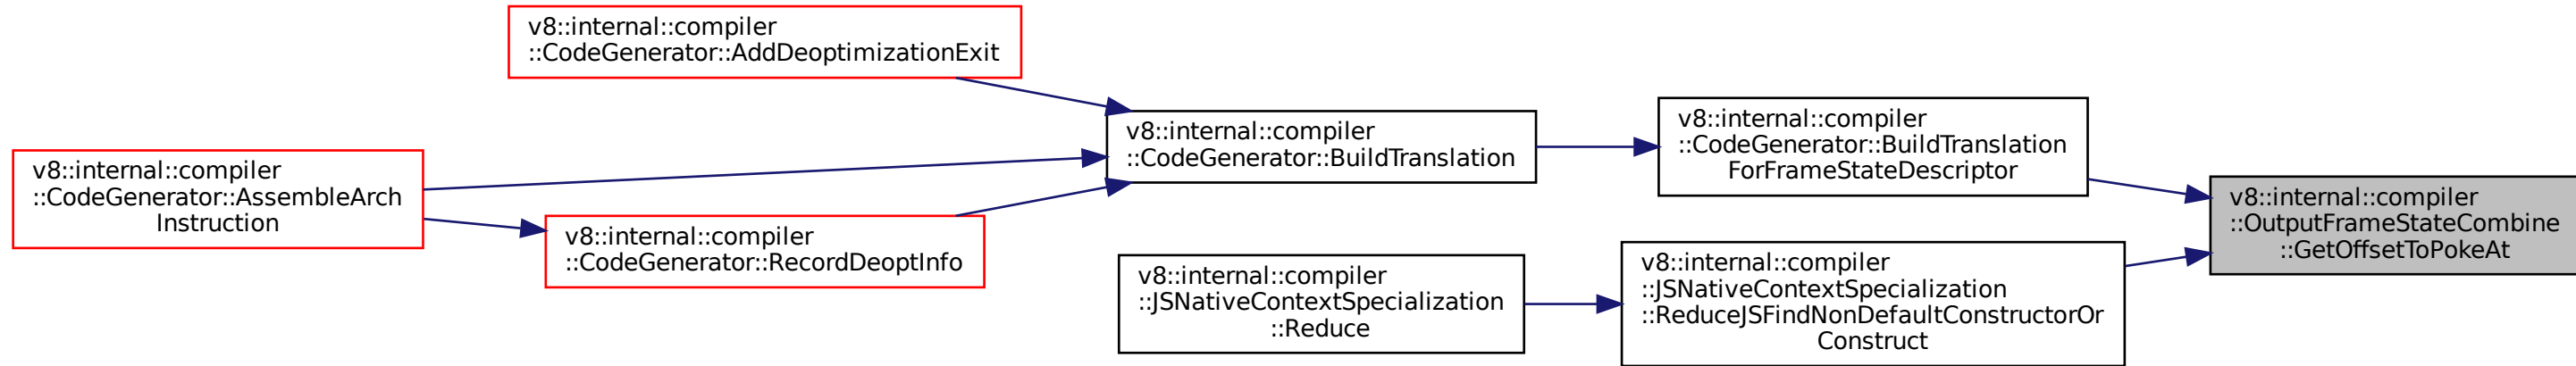 v8::internal::compiler
::CodeGenerator::AddDeoptimizationExit
v8::internal::compiler
::CodeGenerator::AssembleArch
Instruction
v8::internal::compiler
::CodeGenerator::RecordDeoptInfo
v8::internal::compiler
::CodeGenerator::BuildTranslation
v8::internal::compiler
::JSNativeContextSpecialization
::Reduce
v8::internal::compiler
::CodeGenerator::BuildTranslation
ForFrameStateDescriptor
v8::internal::compiler
::JSNativeContextSpecialization
::ReduceJSFindNonDefaultConstructorOr
Construct
v8::internal::compiler
::OutputFrameStateCombine
::GetOffsetToPokeAt